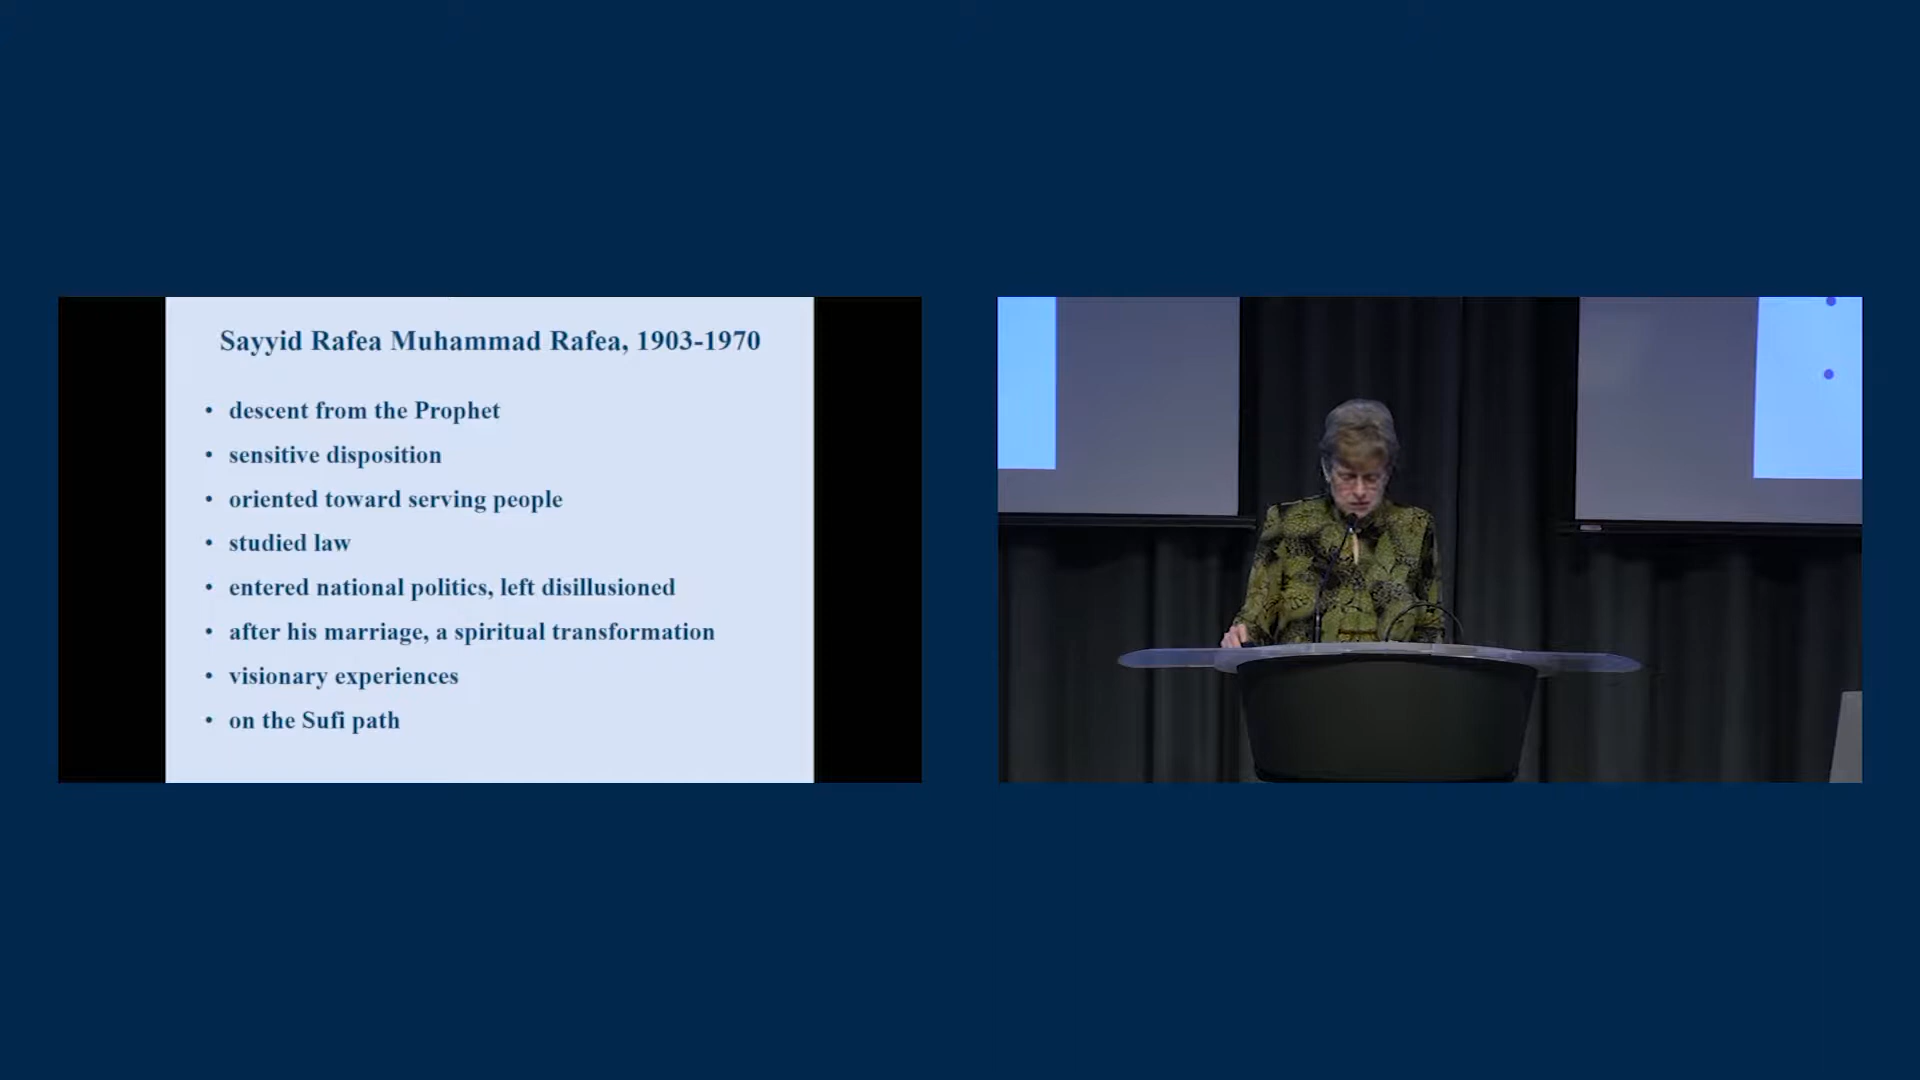 Sayyid Rafea Muhammad Rafea, 1903-1970
• descent from the Prophet
• sensitive disposition
• oriented toward serving people
• studied law
• entered national politics, left disillusioned
• after his marriage, a spiritual transformation
• visionary experiences
• on the Sufi path